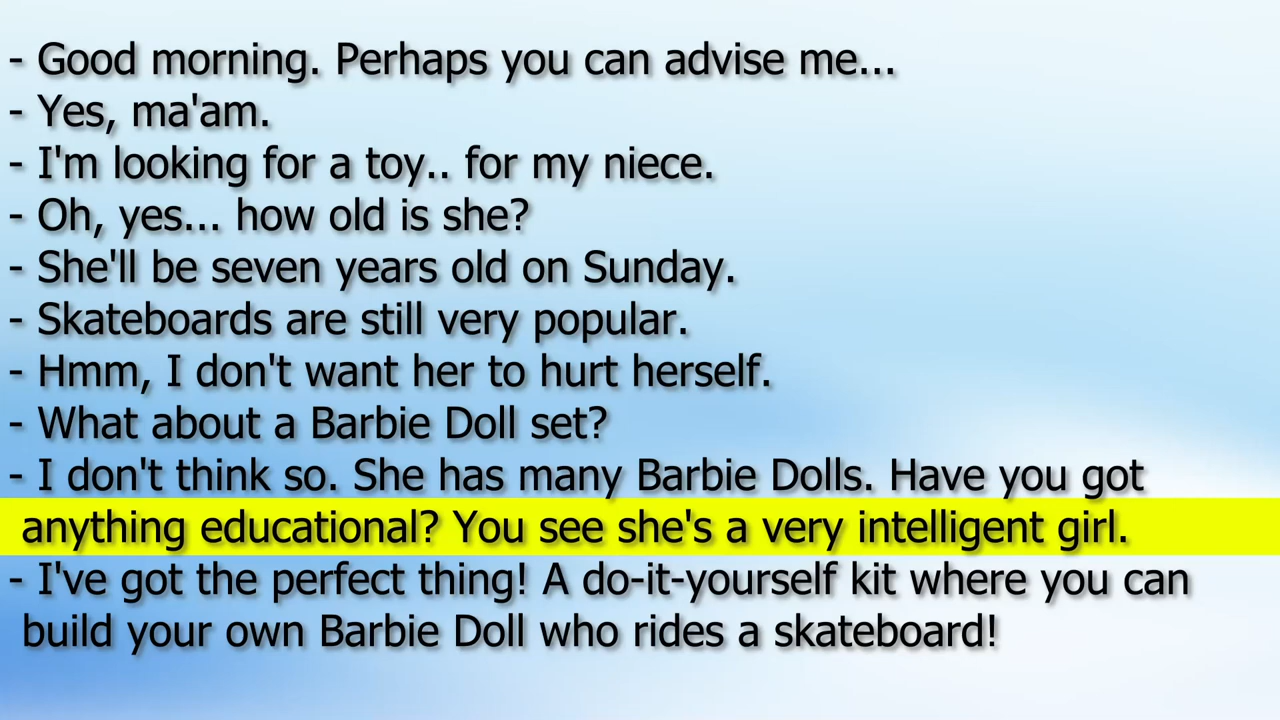 - Good morning. Perhaps you can advise me...
- Yes, ma'am.
- I'm looking for a toy.. for my niece.
- Oh, yes... how old is she?
- She'll be seven years old on Sunday.
- Skateboards are still very popular.
- Hmm, I don't want her to hurt herself.
- What about a Barbie Doll set?
- I don't think so. She has many Barbie Dolls. Have you got
anything educational? You see she's a very intelligent girl.
- I've got the perfect thing! A do-it-yourself kit where you can
build your own Barbie Doll who rides a skateboard!